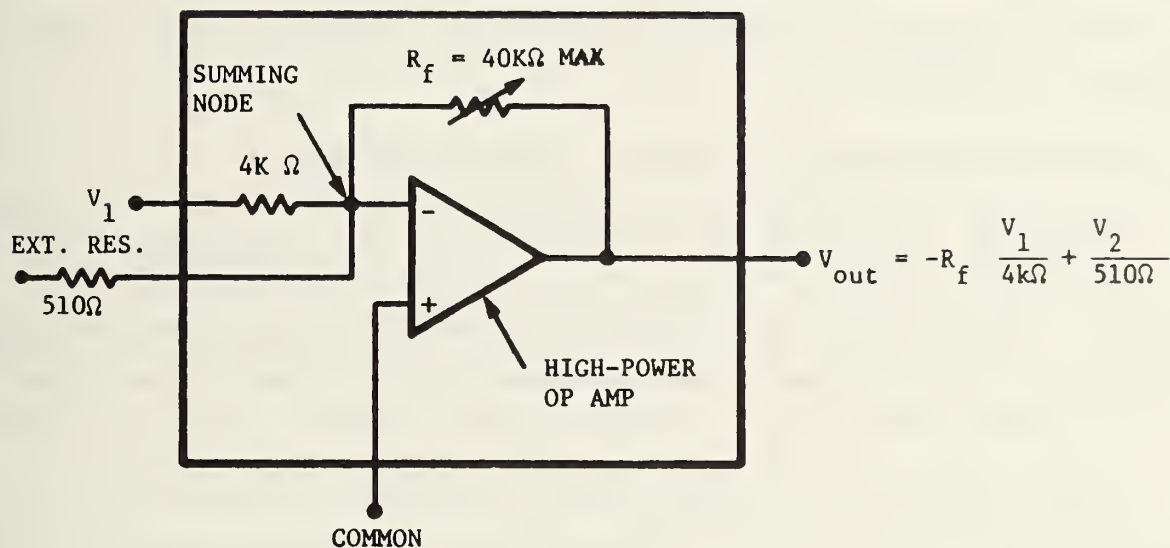 R_f = 40KΩ MAX
SUMMING
NODE
4K Ω
V_1
EXT. RES.
510Ω
-
+
V_out = -R_f V_1/4kΩ + V_2/510Ω
HIGH-POWER
OP AMP
COMMON